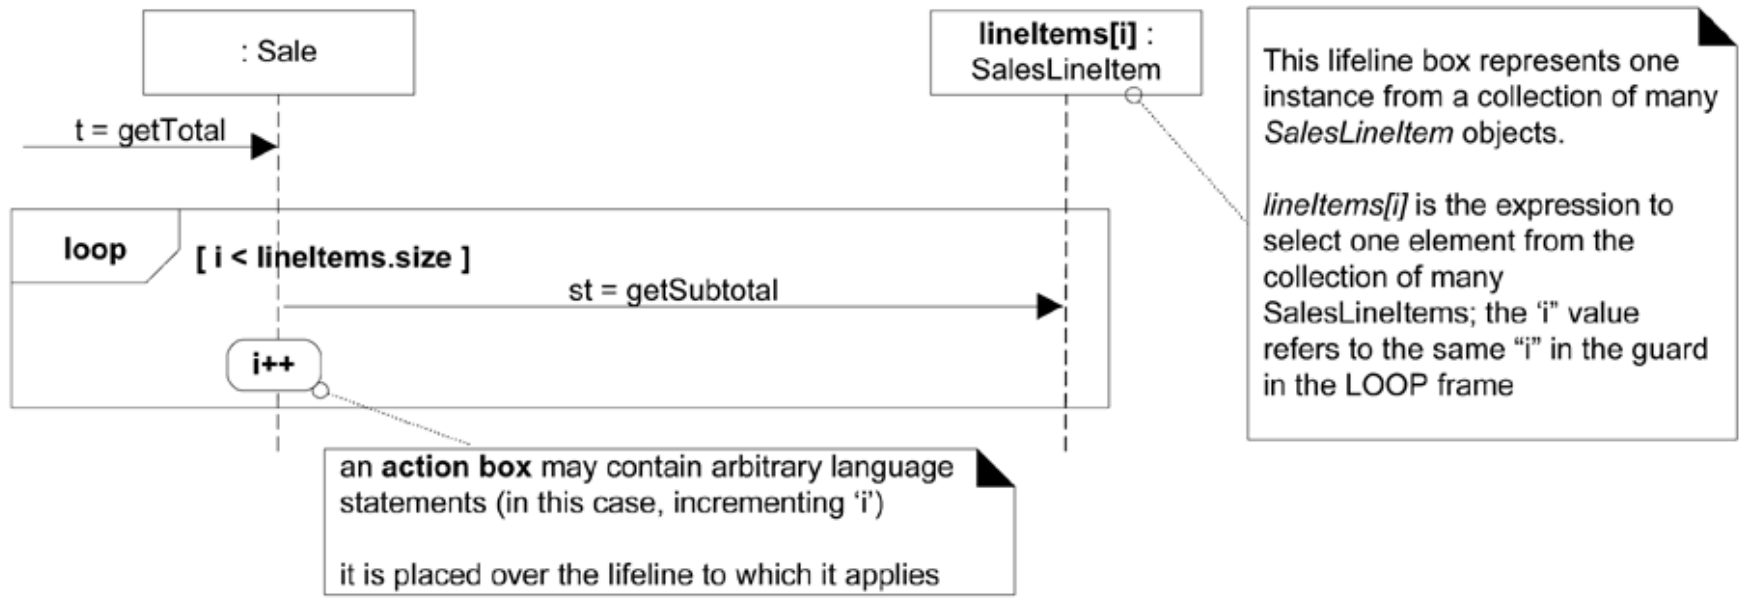 : Sale
lineItems[i] :
SalesLineItem
t = getTotal
loop
[ i < lineItems.size ]
st = getSubtotal
i++
an action box may contain arbitrary language
statements (in this case, incrementing ‘i’)
it is placed over the lifeline to which it applies
This lifeline box represents one
instance from a collection of many
SalesLineItem objects.
lineItems[i] is the expression to
select one element from the
collection of many
SalesLineItems; the ‘i” value
refers to the same “i” in the guard
in the LOOP frame